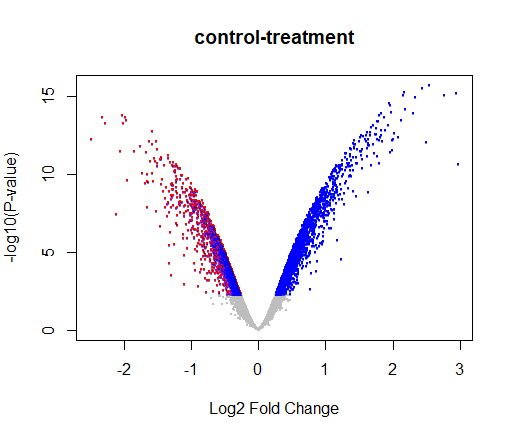 control-treatment
-log10(P-value)
15
10
5
0
-2 -1 0 1 2 3
Log2 Fold Change